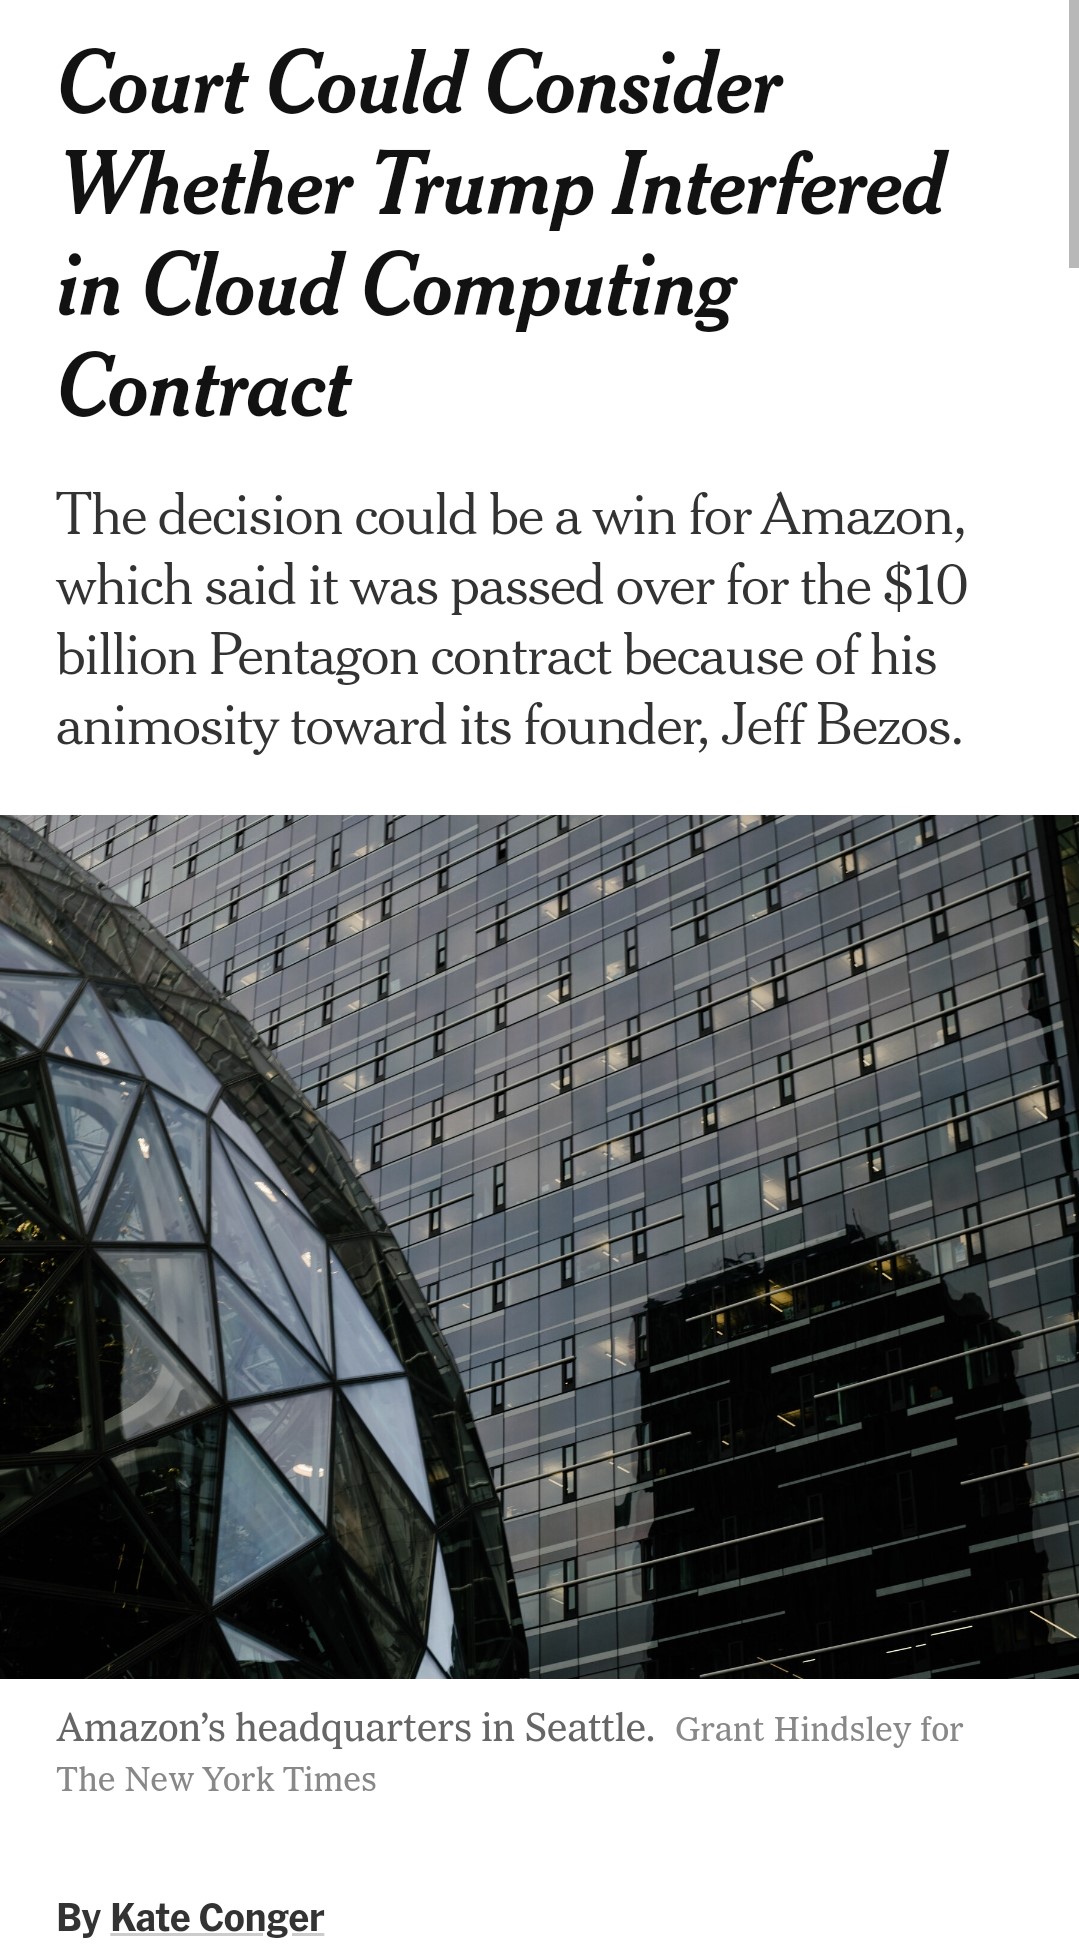 Court Could Consider
Whether Trump Interfered
in Cloud Computing
Contract
The decision could be a win for Amazon,
which said it was passed over for the $10
billion Pentagon contract because of his
animosity toward its founder, Jeff Bezos.
Amazon’s headquarters in Seattle. Grant Hindsley for
The New York Times
By Kate Conger